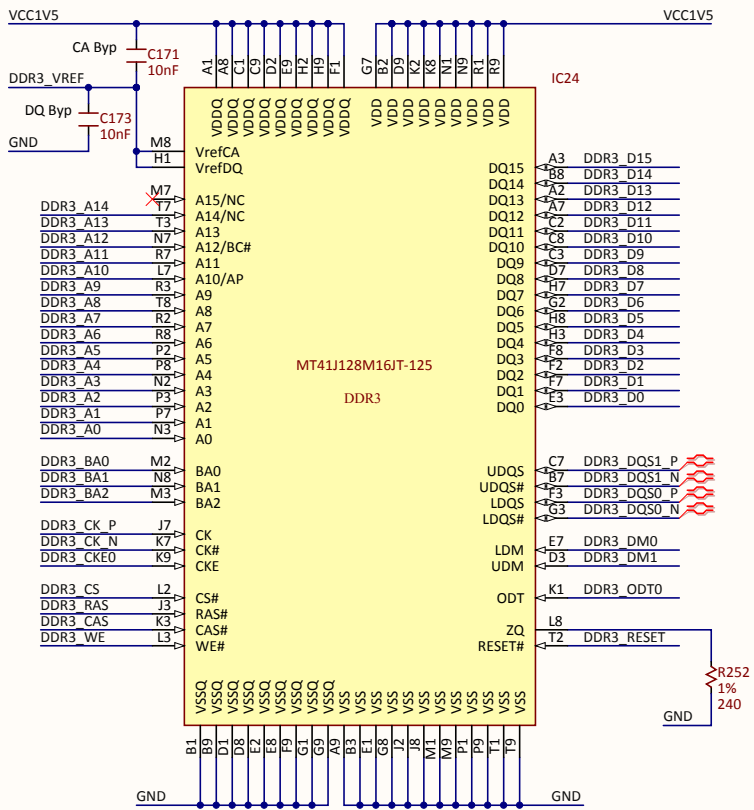 VCC1V5
VCC1V5
CA Byp
C171
10nF
DDR3_VREF
DQ Byp
C173
10nF
GND
A1 A8 C1 C9 D2 E9 H2 H9 F1
G7 B2 D9 K2 K8 N1 N9 R1 R9
IC24
VDDQ VDDQ VDDQ VDDQ VDDQ VDDQ VDDQ VDDQ VDDQ
VDD VDD VDD VDD VDD VDD VDD VDD VDD
M8 VrefCA
H1 VrefDQ
M7 A15/NC
DDR3_A14 T7 A14/NC
DDR3_A13 T3 A13
DDR3_A12 N7 A12/BC#
DDR3_A11 R7 A11
DDR3_A10 L7 A10/AP
DDR3_A9 R3 A9
DDR3_A8 T8 A8
DDR3_A7 R2 A7
DDR3_A6 R8 A6
DDR3_A5 P2 A5
DDR3_A4 P8 A4
DDR3_A3 N2 A3
DDR3_A2 P3 A2
DDR3_A1 P7 A1
DDR3_A0 N3 A0
DDR3_BA0 M2 BA0
DDR3_BA1 N8 BA1
DDR3_BA2 M3 BA2
DDR3_CK_P J7 CK
DDR3_CK_N K7 CK#
DDR3_CKE0 K9 CKE
DDR3_CS L2 CS#
DDR3_RAS J3 RAS#
DDR3_CAS K3 CAS#
DDR3_WE L3 WE#
MT41J128M16JT-125
DDR3
DQ15 A3 DDR3_D15
DQ14 B8 DDR3_D14
DQ13 A2 DDR3_D13
DQ12 A7 DDR3_D12
DQ11 C2 DDR3_D11
DQ10 C8 DDR3_D10
DQ9 C3 DDR3_D9
DQ8 D7 DDR3_D8
DQ7 H7 DDR3_D7
DQ6 G2 DDR3_D6
DQ5 H8 DDR3_D5
DQ4 H3 DDR3_D4
DQ3 F8 DDR3_D3
DQ2 F2 DDR3_D2
DQ1 F7 DDR3_D1
DQ0 E3 DDR3_D0
UDQS C7 DDR3_DQS1_P
UDQS# B7 DDR3_DQS1_N
LDQS F3 DDR3_DQS0_P
LDQS# G3 DDR3_DQS0_N
LDM E7 DDR3_DM0
UDM D3 DDR3_DM1
ODT K1 DDR3_ODT0
ZQ L8
RESET# T2 DDR3_RESET
R252
1%
240
GND
VSSQ VSSQ VSSQ VSSQ VSSQ VSSQ VSSQ VSSQ VSSQ VSS VSS VSS VSS VSS VSS VSS VSS VSS VSS VSS VSS
B1 B9 D1 D8 E2 E8 F9 G1 G9 A9 B3 E1 G8 J2 J8 M1 M9 P1 P9 T1 T9
GND
GND